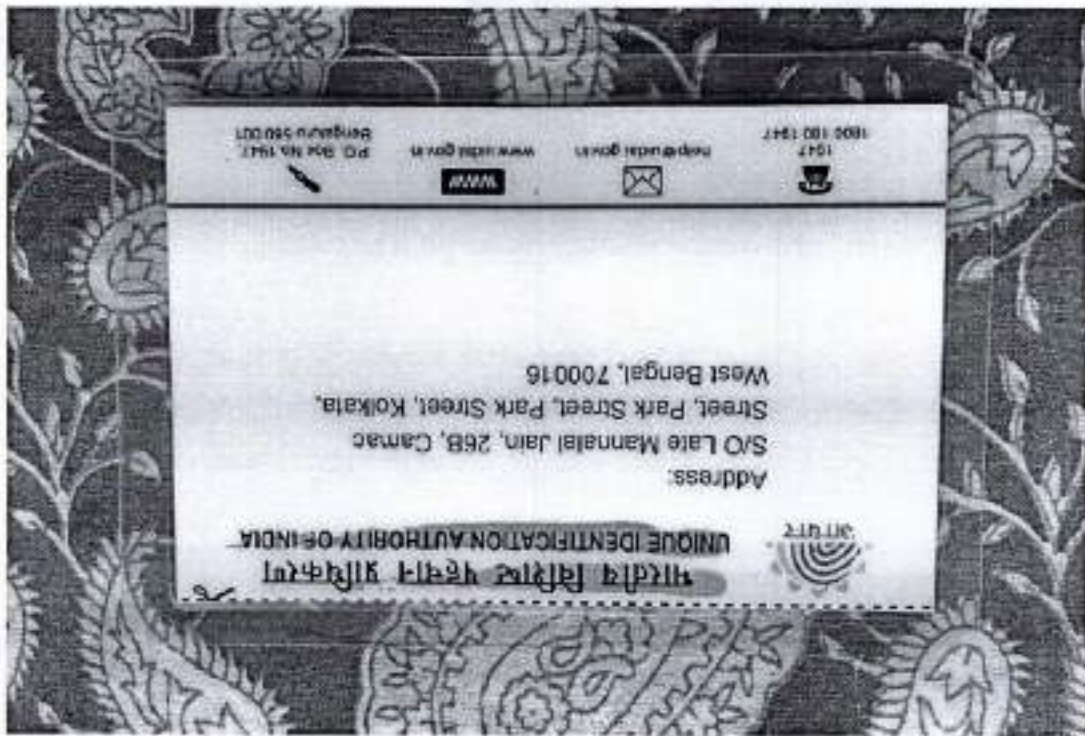 भारतीय विशिष्ट पहचान प्राधिकरण
UNIQUE IDENTIFICATION AUTHORITY OF INDIA
आधार
Address:
S/O Late Mannalal Jain, 26B, Camac
Street, Park Street, Park Street, Kolkata,
West Bengal, 700016
1947
1800 180 1947
help@uidai.gov.in
www
www.uidai.gov.in
P.O. Box No.1947
Bengaluru-560 001